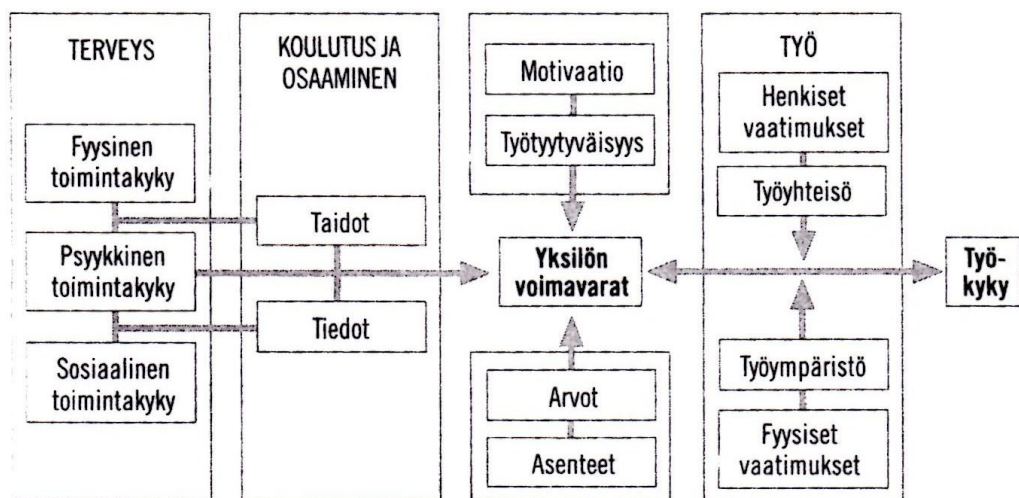 TERVEYS
Fyysinen
toimintakyky
Psyykkinen
toimintakyky
Sosiaalinen
toimintakyky
KOULUTUS JA
OSAAMINEN
Taidot
Tiedot
Motivaatio
Työtyytyväisyys
Yksilön
voimavarat
Arvot
Asenteet
TYÖ
Henkiset
vaatimukset
Työyhteisö
Työympäristö
Fyysiset
vaatimukset
Työ-
kyky